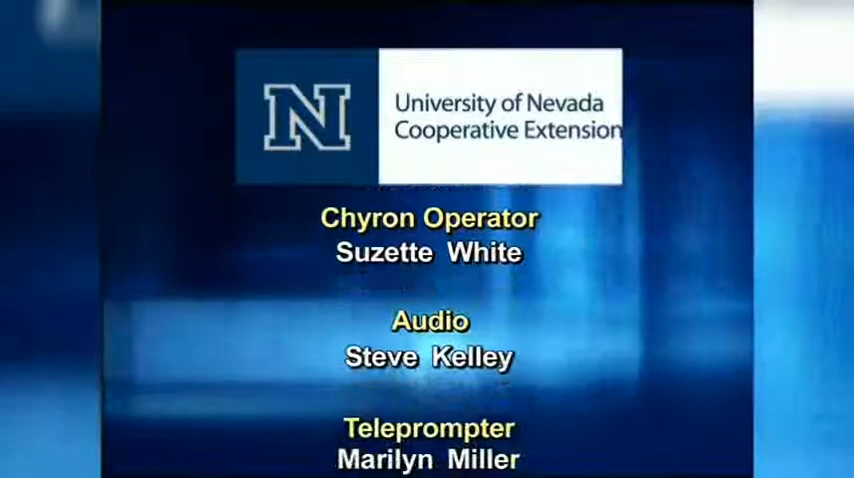 N
University of Nevada
Cooperative Extension
Chyron Operator
Suzette White
Audio
Steve Kelley
Teleprompter
Marilyn Miller